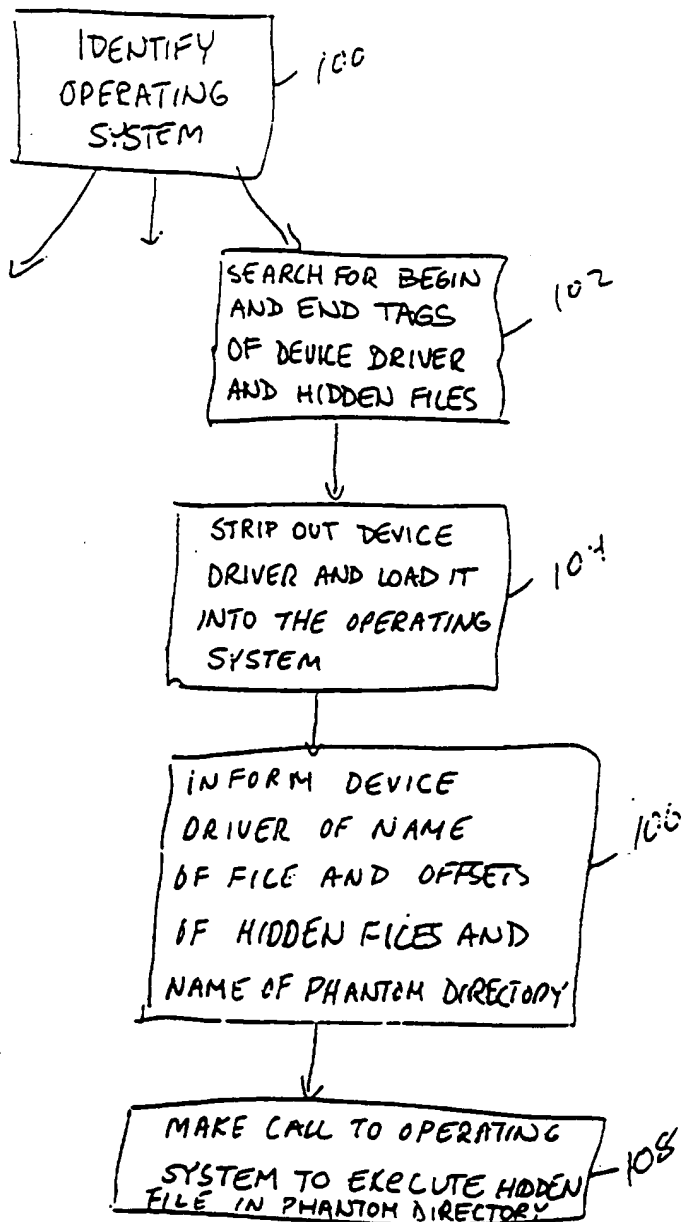 IDENTIFY
OPERATING
SYSTEM
100
SEARCH FOR BEGIN
AND END TAGS
OF DEVICE DRIVER
AND HIDDEN FILES
102
STRIP OUT DEVICE
DRIVER AND LOAD IT
INTO THE OPERATING
SYSTEM
104
INFORM DEVICE
DRIVER OF NAME
OF FILE AND OFFSETS
OF HIDDEN FILES AND
NAME OF PHANTOM DIRECTORY
106
MAKE CALL TO OPERATING
SYSTEM TO EXECUTE HIDDEN
FILE IN PHANTOM DIRECTORY
108